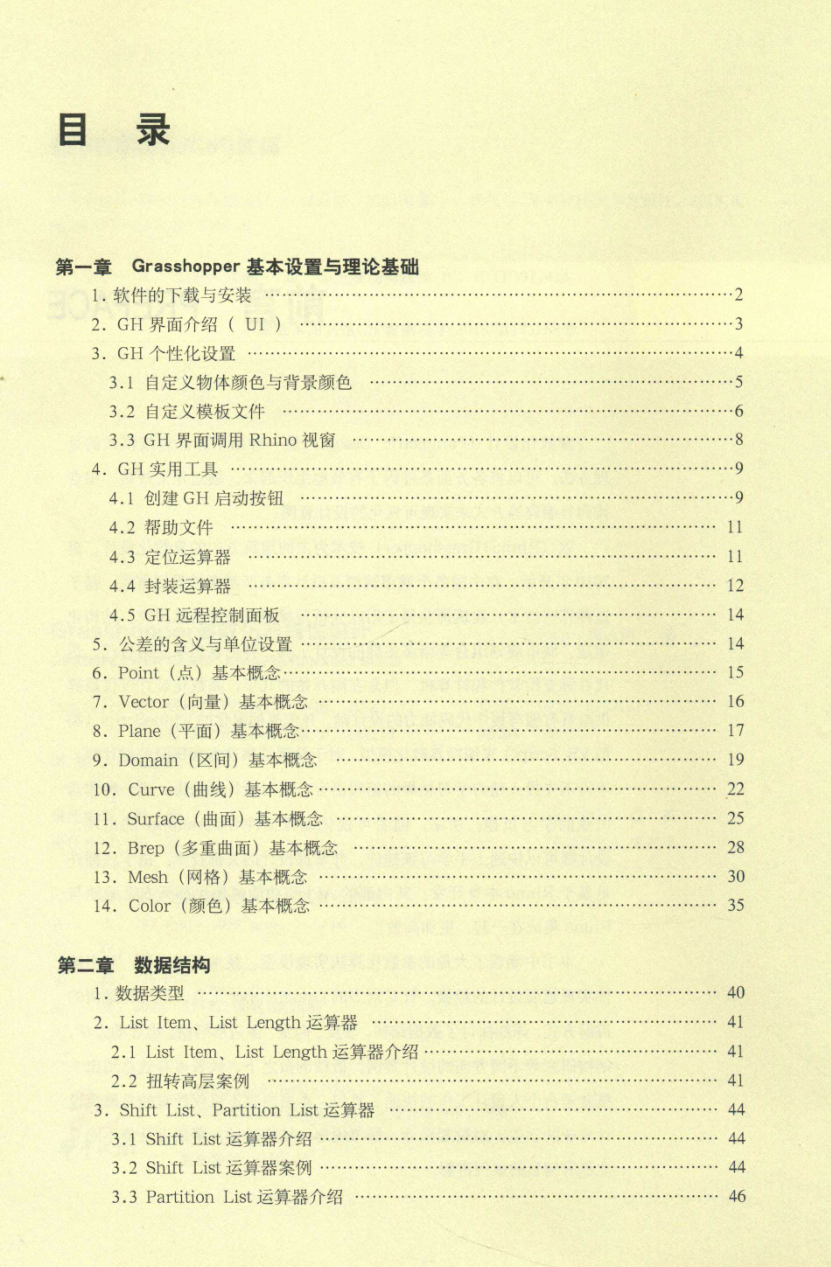 目 录
第一章 Grasshopper 基本设置与理论基础
1. 软件的下载与安装 ………………………………………………2
2. GH 界面介绍（ UI ） ………………………………………………3
3. GH 个性化设置 ………………………………………………4
3.1 自定义物体颜色与背景颜色 ………………………………………………5
3.2 自定义模板文件 ………………………………………………6
3.3 GH 界面调用 Rhino 视窗 ………………………………………………8
4. GH 实用工具 ………………………………………………9
4.1 创建 GH 启动按钮 ………………………………………………9
4.2 帮助文件 ……………………………………………… 11
4.3 定位运算器 ……………………………………………… 11
4.4 封装运算器 ……………………………………………… 12
4.5 GH 远程控制面板 ……………………………………………… 14
5. 公差的含义与单位设置 ……………………………………………… 14
6. Point（点）基本概念 ……………………………………………… 15
7. Vector（向量）基本概念 ……………………………………………… 16
8. Plane（平面）基本概念 ……………………………………………… 17
9. Domain（区间）基本概念 ……………………………………………… 19
10. Curve（曲线）基本概念 ……………………………………………… 22
11. Surface（曲面）基本概念 ……………………………………………… 25
12. Brep（多重曲面）基本概念 ……………………………………………… 28
13. Mesh（网格）基本概念 ……………………………………………… 30
14. Color（颜色）基本概念 ……………………………………………… 35
第二章 数据结构
1. 数据类型 ……………………………………………… 40
2. List Item、List Length 运算器 ……………………………………………… 41
2.1 List Item、List Length 运算器介绍 ……………………………………………… 41
2.2 扭转高层案例 ……………………………………………… 41
3. Shift List、Partition List 运算器 ……………………………………………… 44
3.1 Shift List 运算器介绍 ……………………………………………… 44
3.2 Shift List 运算器案例 ……………………………………………… 44
3.3 Partition List 运算器介绍 ……………………………………………… 46